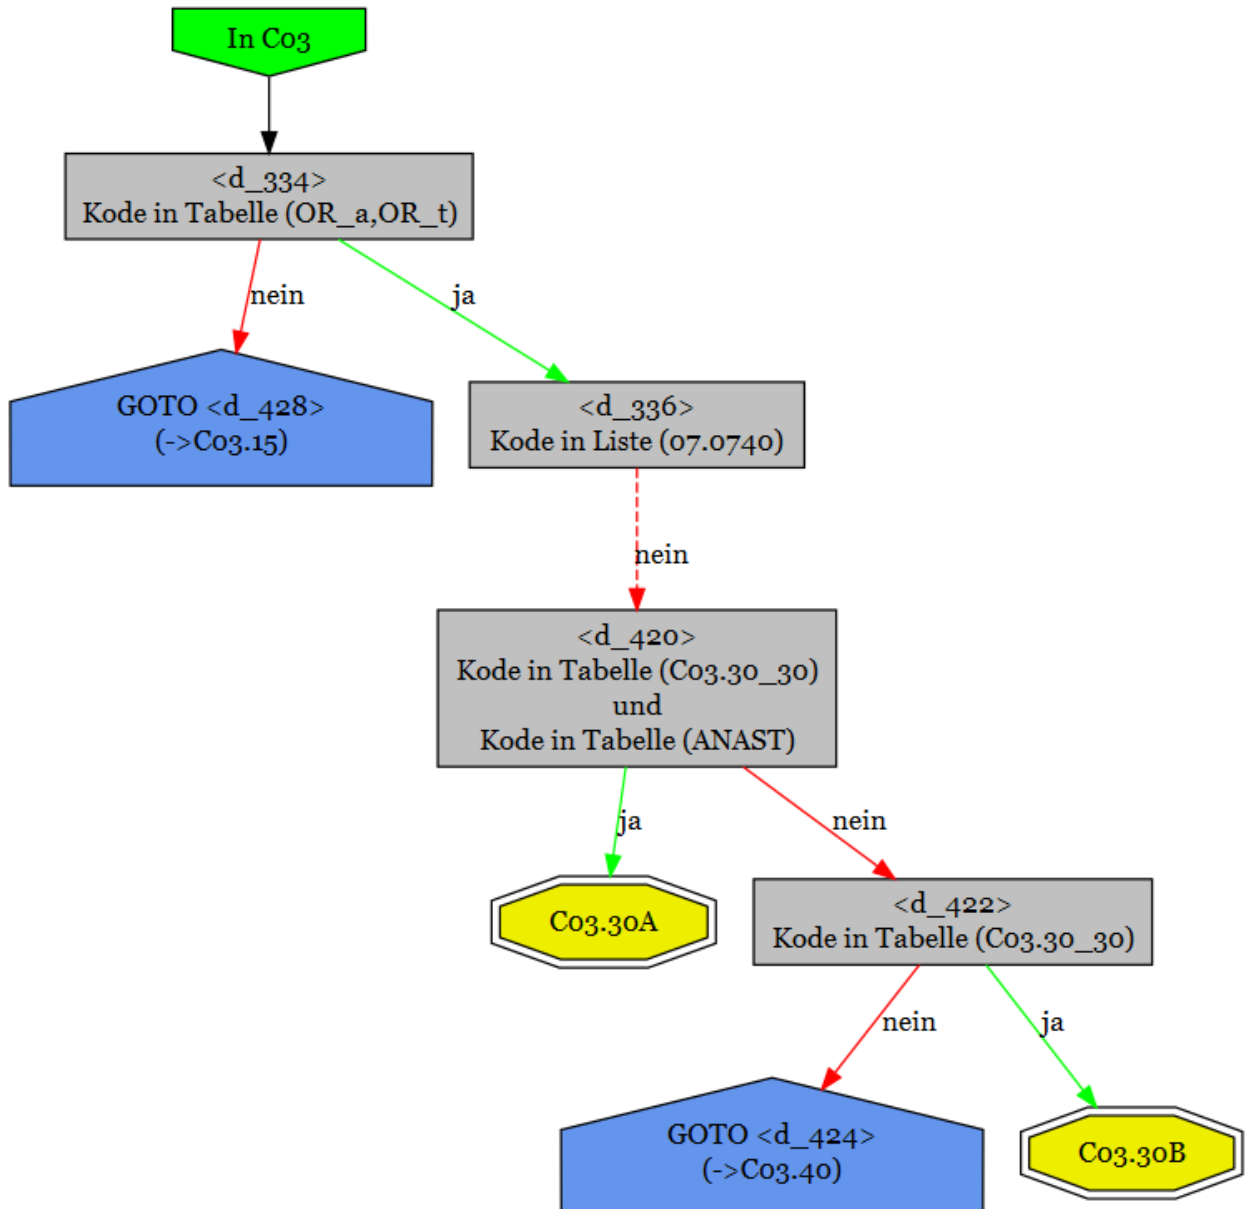 In C03
<d_334>
Kode in Tabelle (OR_a,OR_t)
nein
ja
GOTO <d_428>
(->C03.15)
<d_336>
Kode in Liste (07.0740)
nein
<d_420>
Kode in Tabelle (C03.30_30)
und
Kode in Tabelle (ANAST)
ja
nein
C03.30A
<d_422>
Kode in Tabelle (C03.30_30)
nein
ja
GOTO <d_424>
(->C03.40)
C03.30B